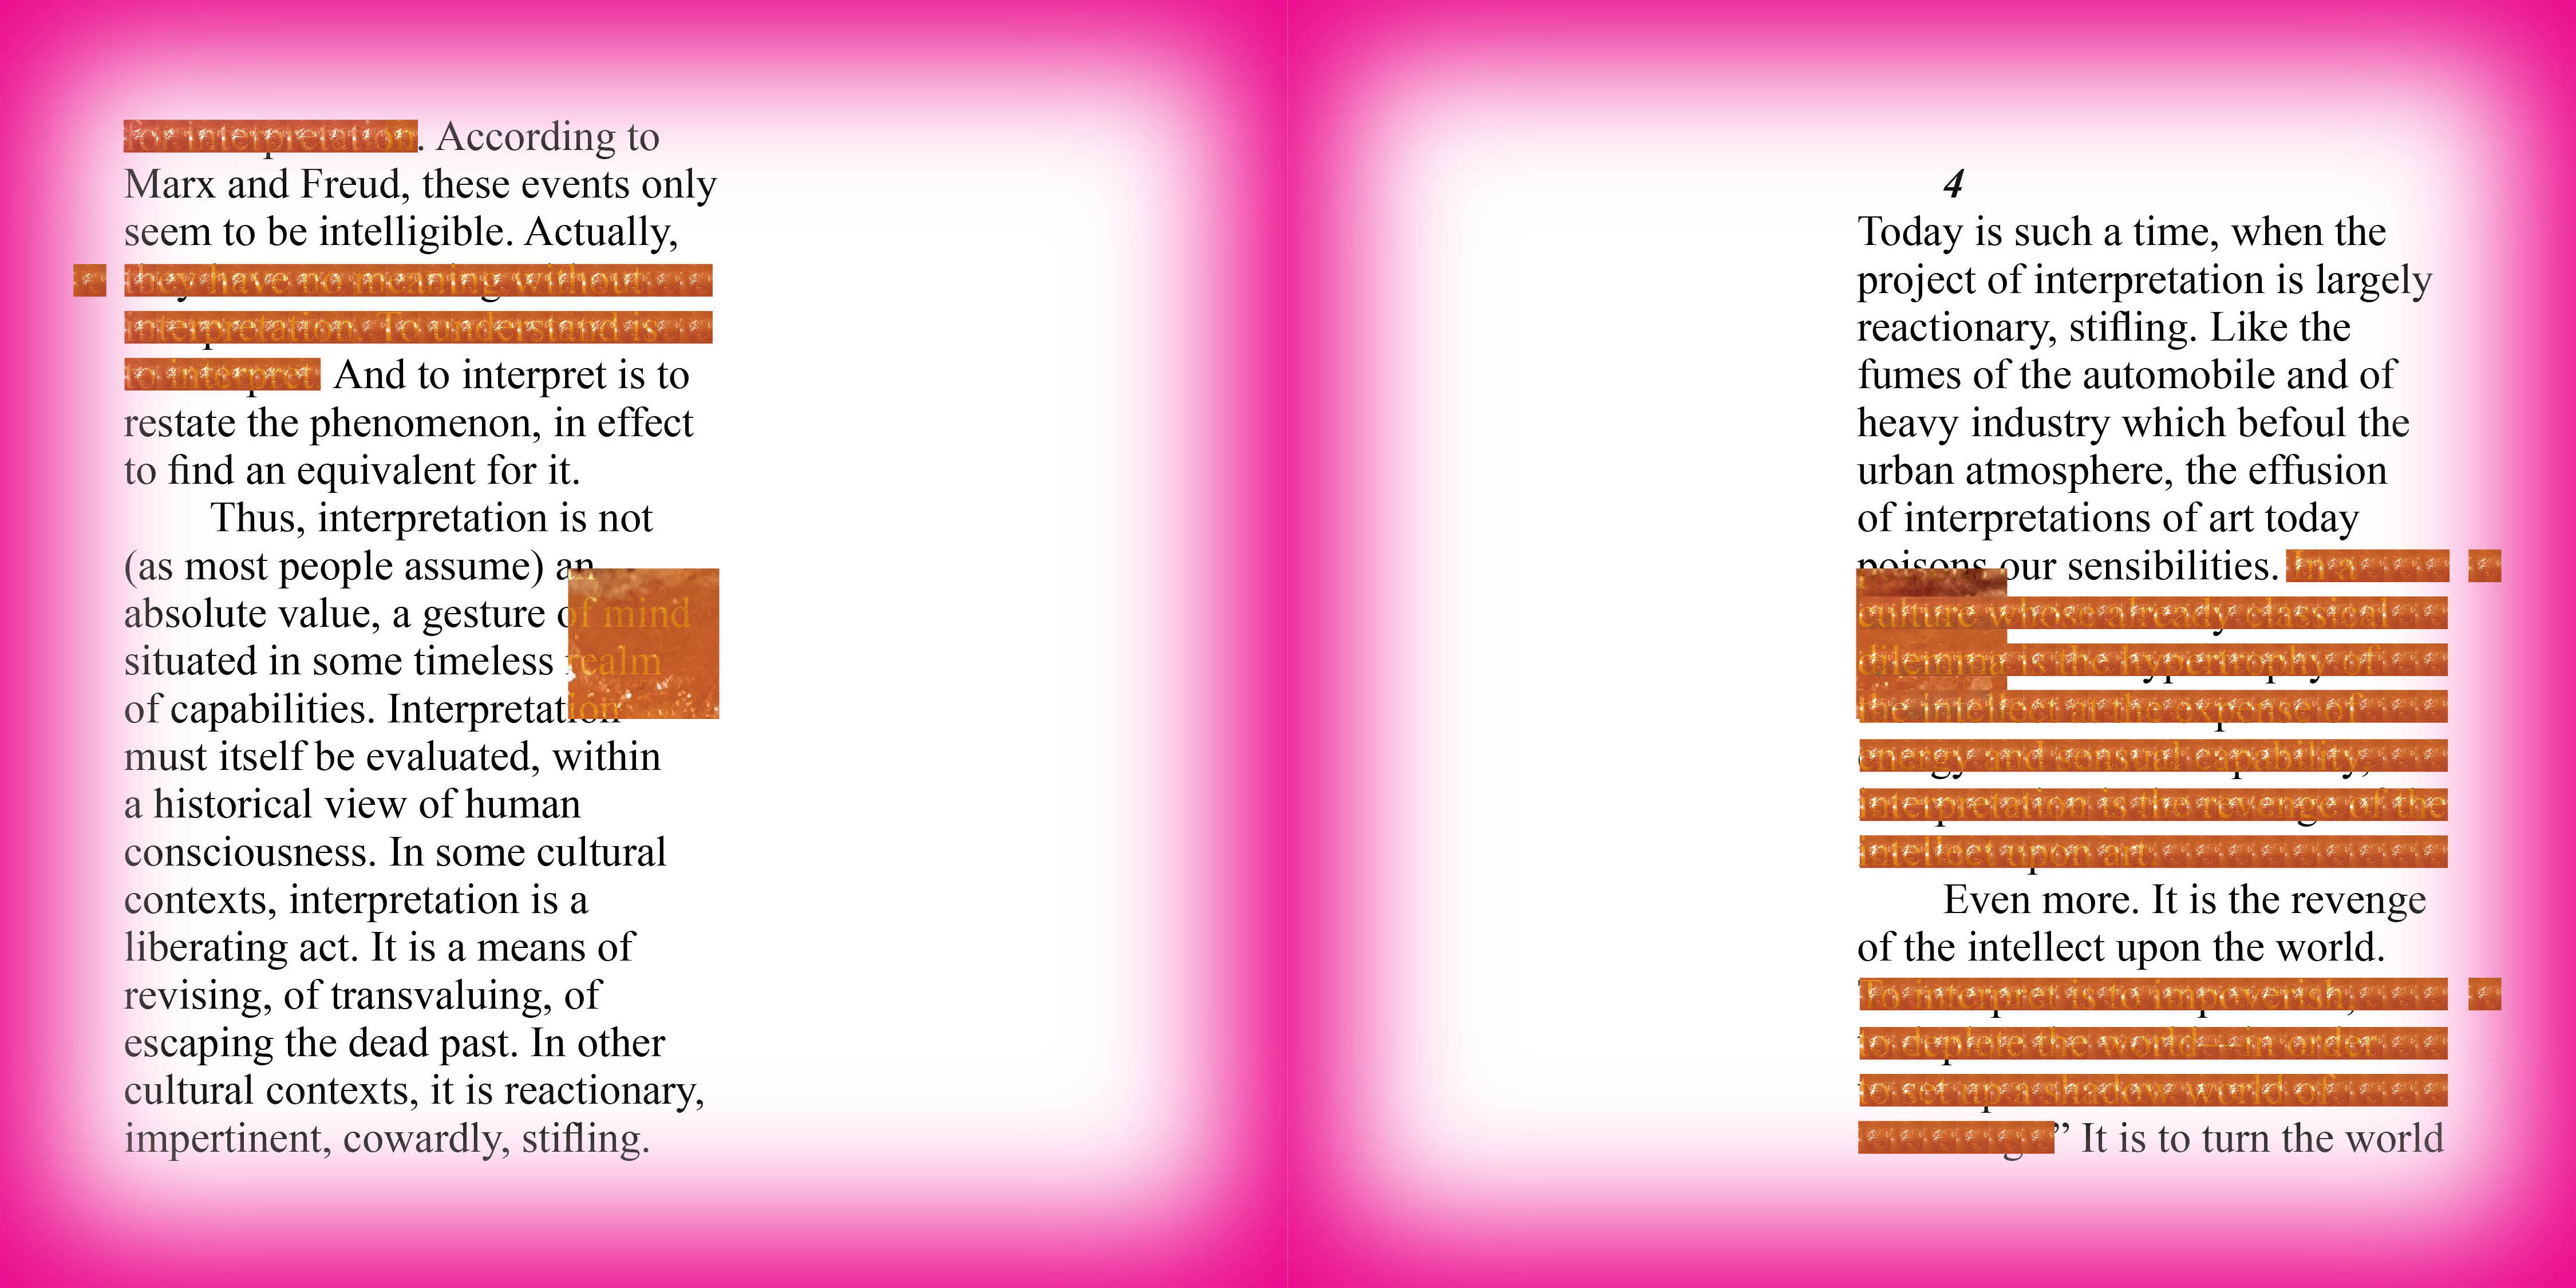 for interpretation. According to
Marx and Freud, these events only
seem to be intelligible. Actually,
they have no meaning without
interpretation. To understand is
to interpret. And to interpret is to
restate the phenomenon, in effect
to find an equivalent for it.
Thus, interpretation is not
(as most people assume) an
absolute value, a gesture of mind
situated in some timeless realm
of capabilities. Interpretation
must itself be evaluated, within
a historical view of human
consciousness. In some cultural
contexts, interpretation is a
liberating act. It is a means of
revising, of transvaluing, of
escaping the dead past. In other
cultural contexts, it is reactionary,
impertinent, cowardly, stifling.
4
Today is such a time, when the
project of interpretation is largely
reactionary, stifling. Like the
fumes of the automobile and of
heavy industry which befoul the
urban atmosphere, the effusion
of interpretations of art today
poisons our sensibilities. In a
culture whose already classical
dilemma is the hypertrophy of
the intellect at the expense of
energy and sensual capability,
interpretation is the revenge of the
intellect upon art.
Even more. It is the revenge
of the intellect upon the world.
To interpret is to impoverish,
to deplete the world—in order
to set up a shadow world of
” It is to turn the world